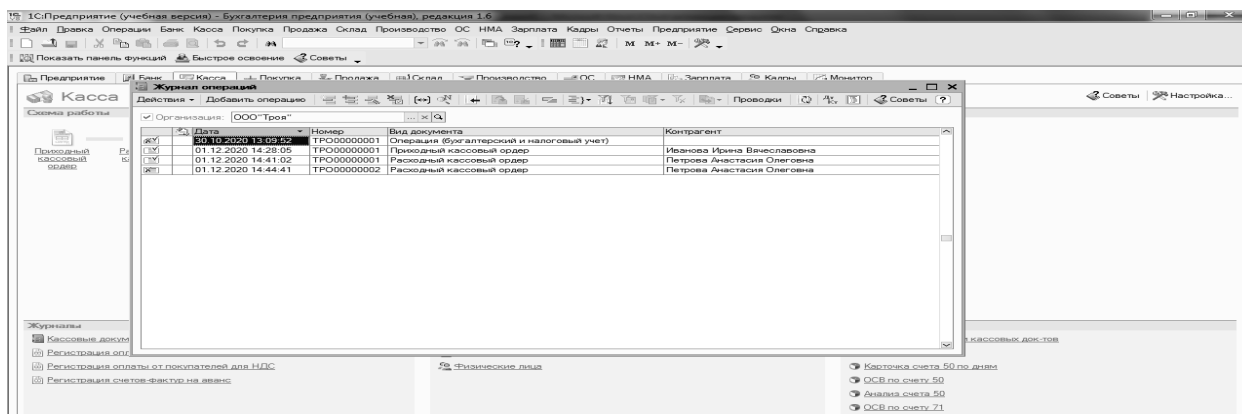 1С:Предприятие (учебная версия) - Бухгалтерия предприятия (учебная), редакция 1.6
Файл Правка Операции Банк Касса Покупка Продажа Склад Производство ОС НМА Зарплата Кадры Отчеты Предприятие Сервис Окна Справка
M M+ M-
Показать панель функций Быстрое освоение Советы
Предприятие Банк Касса Покупка Продажа Склад Производство ОС НМА Зарплата Кадры Монитор
Журнал операций
Касса
Советы Настройка...
Действия Добавить операцию Проводки Советы ?
Схема работы
Организация: ООО"Троя" ... x
Дата Номер Вид документа Контрагент
30.10.2020 13:09:52 ТРО00000001 Операция (бухгалтерский и налоговый учет)
Приходный кассовый ордер
01.12.2020 14:28:05 ТРО00000001 Приходный кассовый ордер Иванова Ирина Вячеславовна
01.12.2020 14:41:02 ТРО00000001 Расходный кассовый ордер Петрова Анастасия Олеговна
01.12.2020 14:44:41 ТРО00000002 Расходный кассовый ордер Петрова Анастасия Олеговна
Журналы
Кассовые докум
кассовых док-тов
Регистрация опл
Регистрация оплаты от покупателей для НДС Физические лица Карточка счета 50 по дням
Регистрация счетов-фактур на аванс ОСВ по счету 50
Анализ счета 50
ОСВ по счету 71